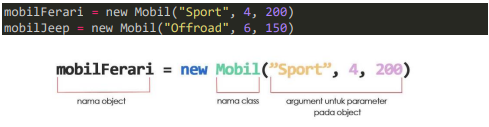 mobilFerari = new Mobil("Sport", 4, 200)
mobilJeep = new Mobil("Offroad", 6, 150)
mobilFerari = new Mobil(”Sport”, 4, 200)
nama object
nama class
argument untuk parameter
pada object